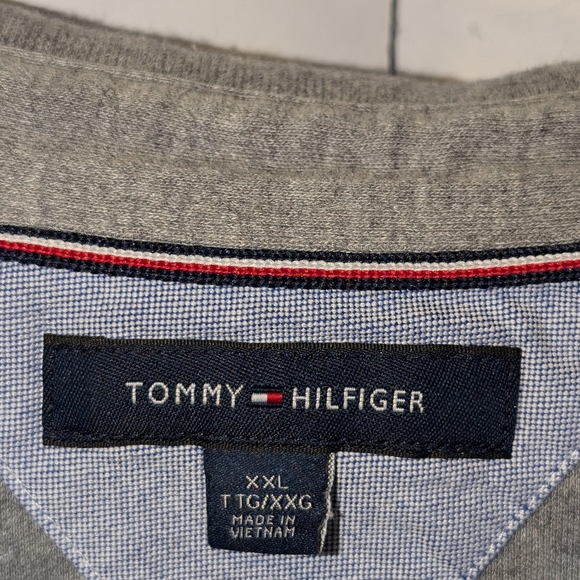 TOMMY HILFIGER
XXL
TTG/XXG
MADE IN
VIETNAM